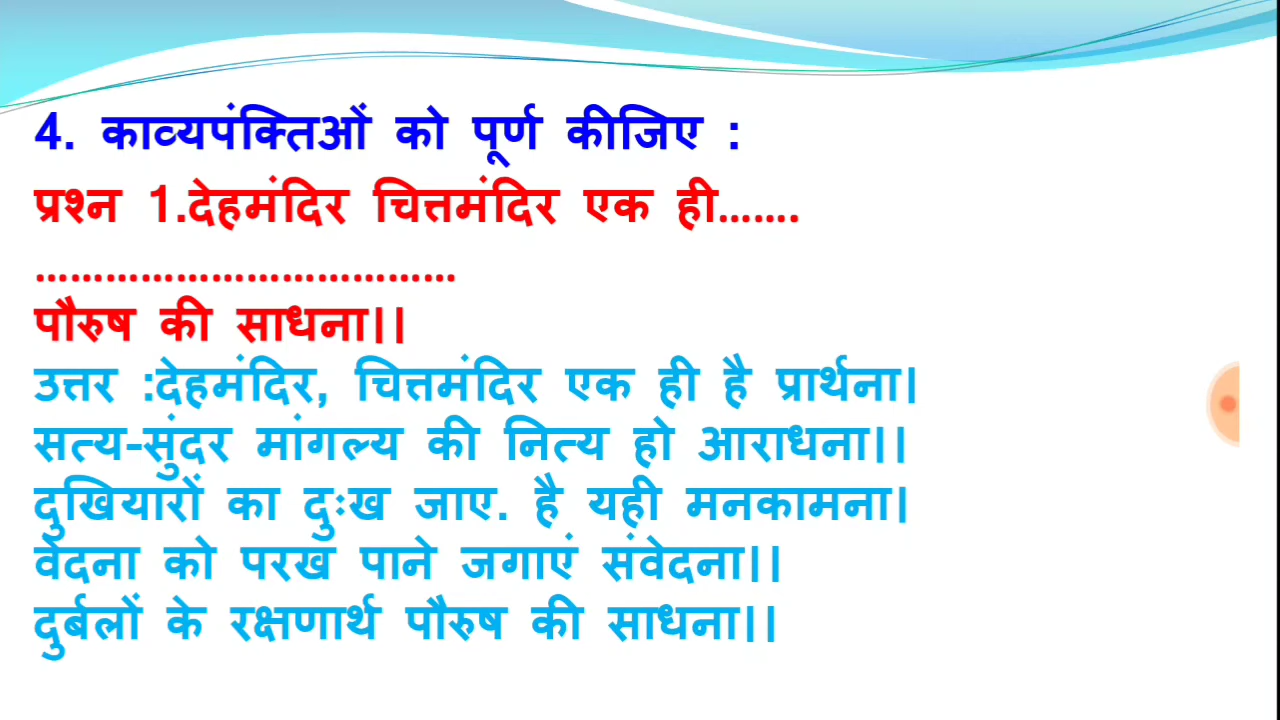 4. काव्यपंक्तिओं को पूर्ण कीजिए :
प्रश्न 1.देहमंदिर चित्तमंदिर एक ही.......
...................................
पौरुष की साधना।।
उत्तर :देहमंदिर, चित्तमंदिर एक ही है प्रार्थना।
सत्य-सुंदर मांगल्य की नित्य हो आराधना।।
दुखियारों का दुःख जाए. है यही मनकामना।
वेदना को परख पाने जगाएं संवेदना।।
दुर्बलों के रक्षणार्थ पौरुष की साधना।।